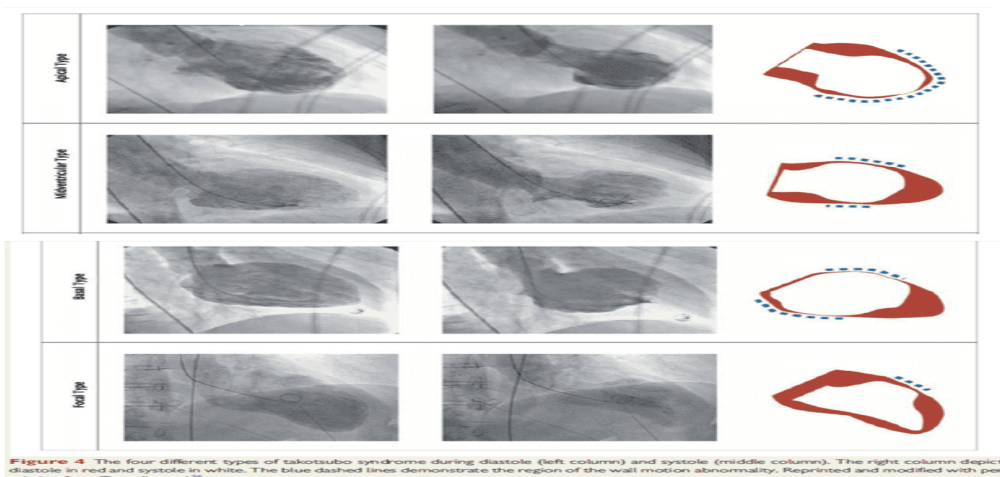 Apical Type
Midventricular Type
Basal Type
Focal Type
Figure 4 The four different types of takotsubo syndrome during diastole (left column) and systole (middle column). The right column depict
diastole in red and systole in white. The blue dashed lines demonstrate the region of the wall motion abnormality. Reprinted and modified with per